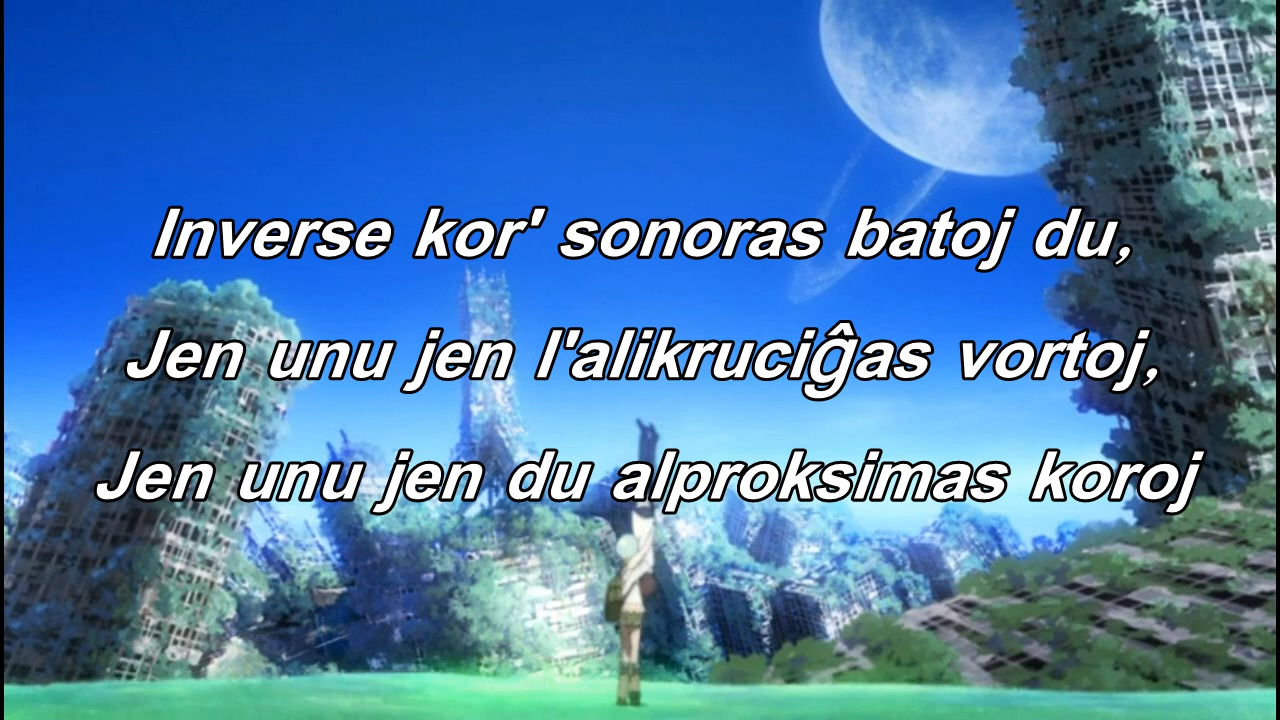 Inverse kor' sonoras batoj du,
Jen unu jen l'alikruciĝas vortoj,
Jen unu jen du alproksimas koroj